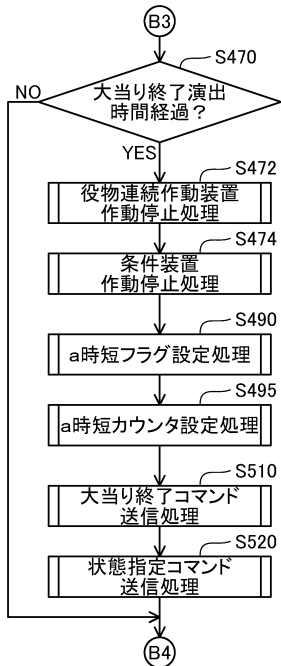 B3
S470
大当り終了演出
時間経過？
NO
YES
S472
役物連続作動装置
作動停止処理
S474
条件装置
作動停止処理
S490
a時短フラグ設定処理
S495
a時短カウンタ設定処理
S510
大当り終了コマンド
送信処理
S520
状態指定コマンド
送信処理
B4